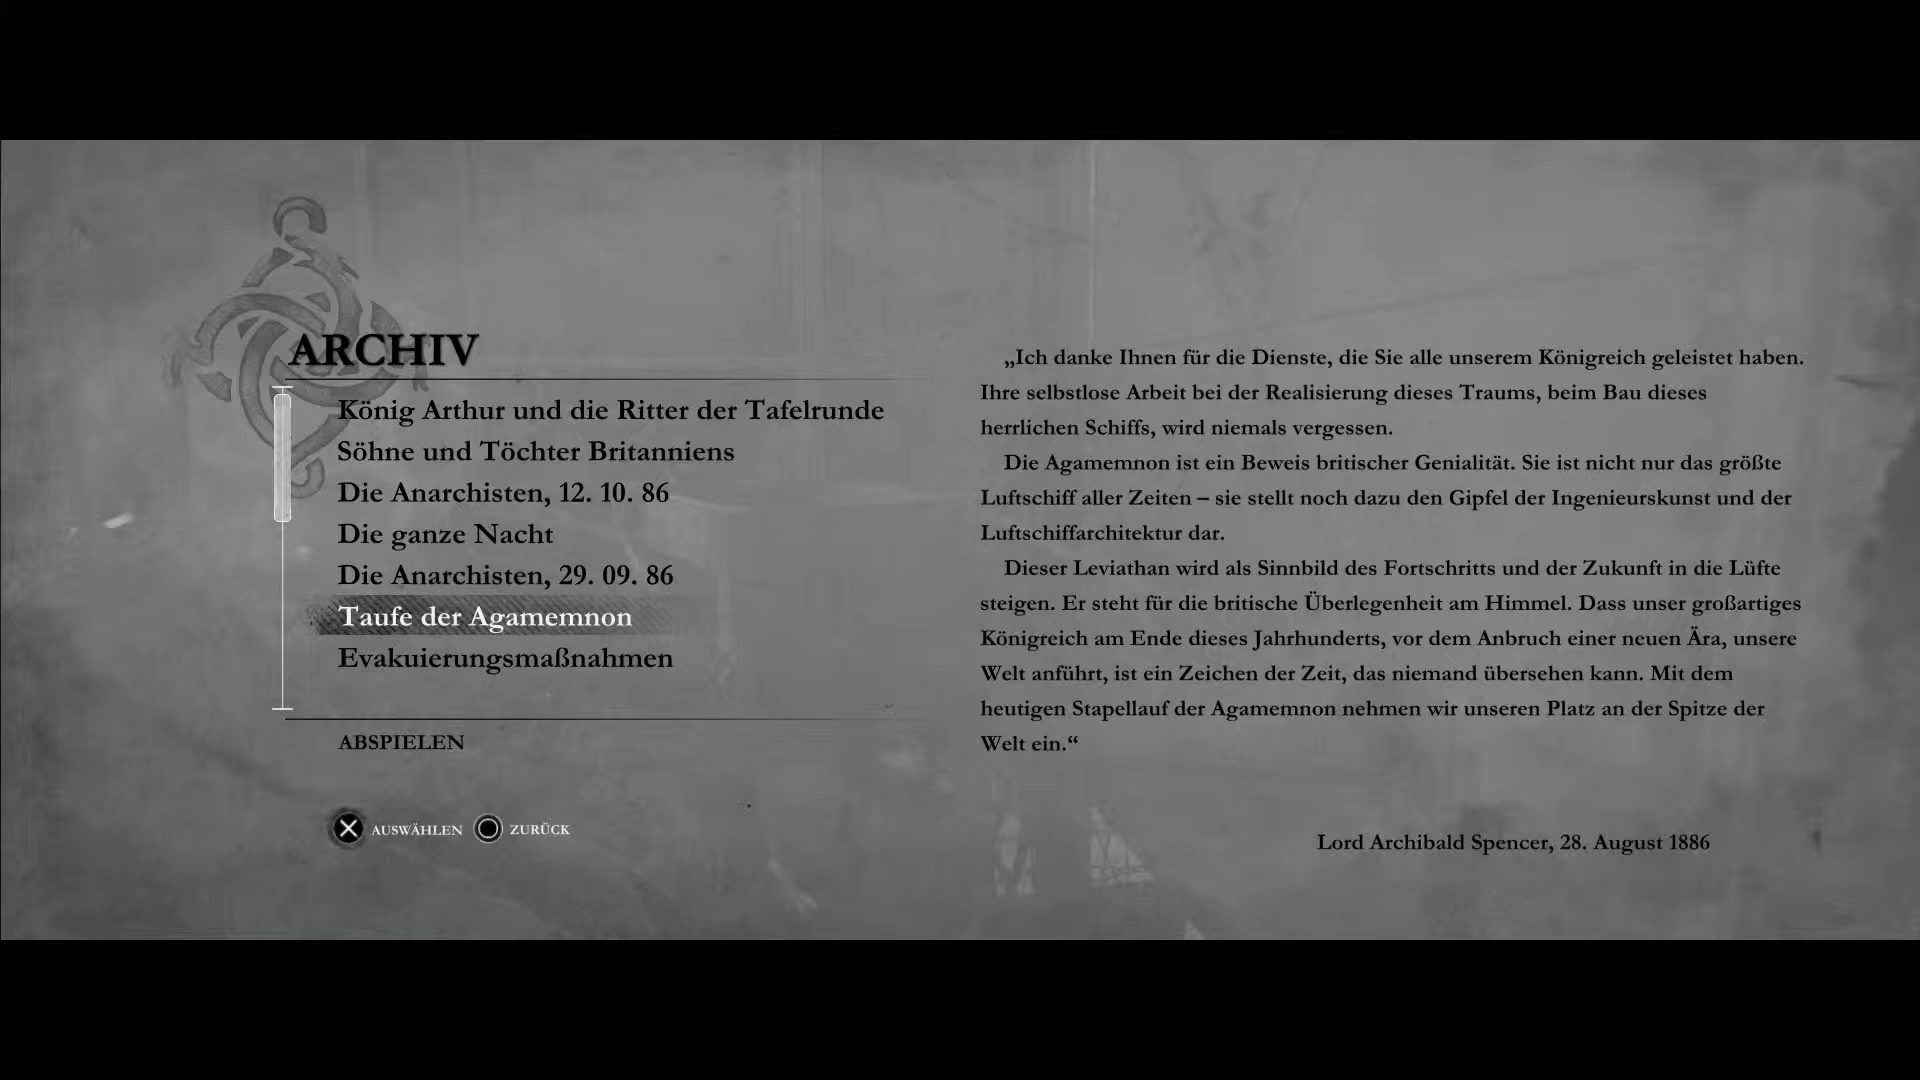 ARCHIV
König Arthur und die Ritter der Tafelrunde
Söhne und Töchter Britanniens
Die Anarchisten, 12. 10. 86
Die ganze Nacht
Die Anarchisten, 29. 09. 86
Taufe der Agamemnon
Evakuierungsmaßnahmen
ABSPIELEN
AUSWÄHLEN ZURÜCK
„Ich danke Ihnen für die Dienste, die Sie alle unserem Königreich geleistet haben.
Ihre selbstlose Arbeit bei der Realisierung dieses Traums, beim Bau dieses
herrlichen Schiffs, wird niemals vergessen.
Die Agamemnon ist ein Beweis britischer Genialität. Sie ist nicht nur das größte
Luftschiff aller Zeiten – sie stellt noch dazu den Gipfel der Ingenieurskunst und der
Luftschiffarchitektur dar.
Dieser Leviathan wird als Sinnbild des Fortschritts und der Zukunft in die Lüfte
steigen. Er steht für die britische Überlegenheit am Himmel. Dass unser großartiges
Königreich am Ende dieses Jahrhunderts, vor dem Anbruch einer neuen Ära, unsere
Welt anführt, ist ein Zeichen der Zeit, das niemand übersehen kann. Mit dem
heutigen Stapellauf der Agamemnon nehmen wir unseren Platz an der Spitze der
Welt ein.“
Lord Archibald Spencer, 28. August 1886